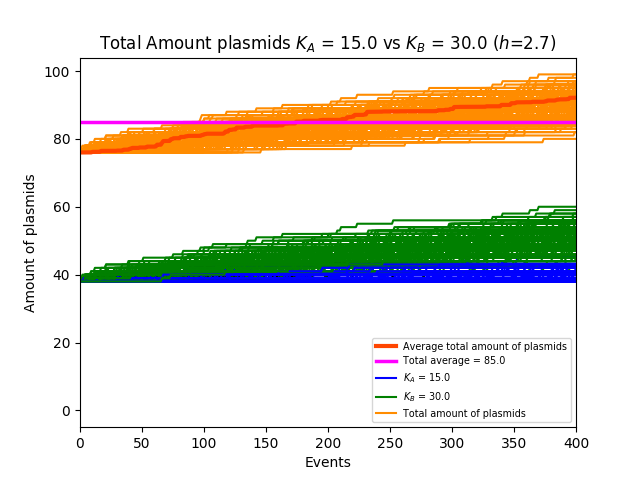 Total Amount plasmids K_A = 15.0 vs K_B = 30.0 (h=2.7)
100
80
60
40
20
0
Amount of plasmids
0 50 100 150 200 250 300 350 400
Events
Average total amount of plasmids
Total average = 85.0
K_A = 15.0
K_B = 30.0
Total amount of plasmids